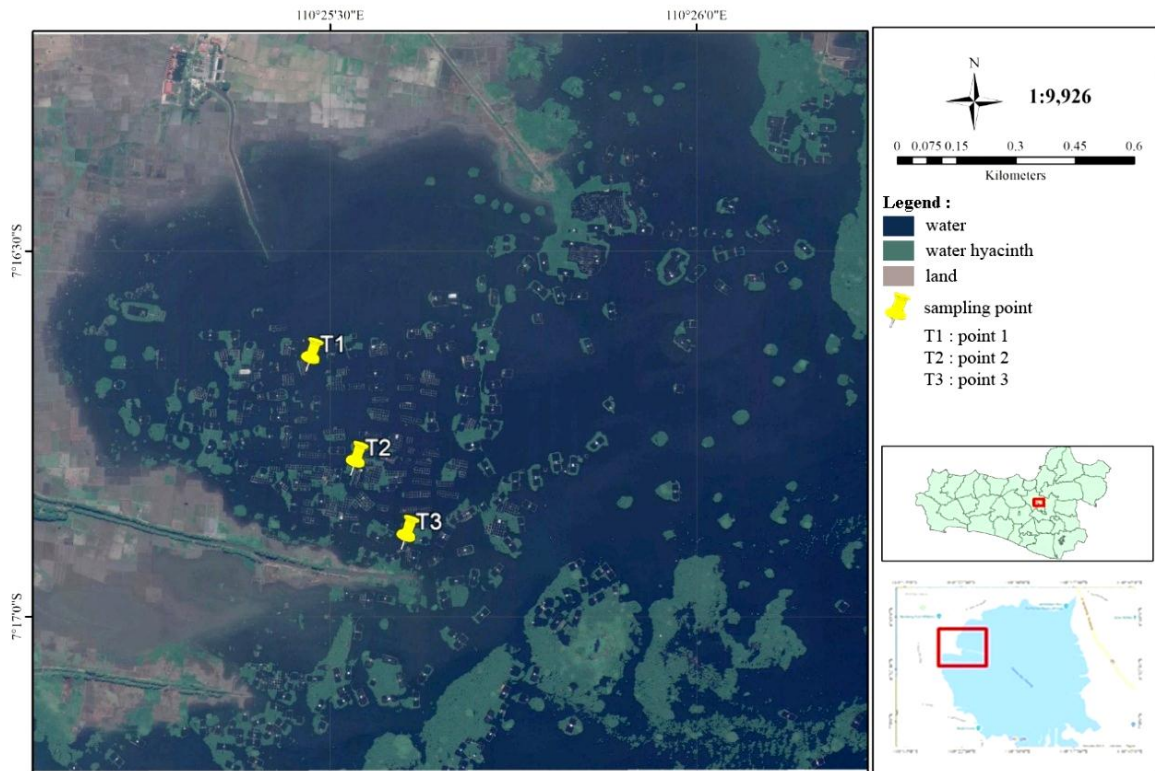 110°25'30"E
110°26'0"E
7°16'30"S
7°17'0"S
T1
T2
T3
N
1:9,926
0 0,075 0.15 0.3 0.45 0.6
Kilometers
Legend :
water
water hyacinth
land
sampling point
T1 : point 1
T2 : point 2
T3 : point 3